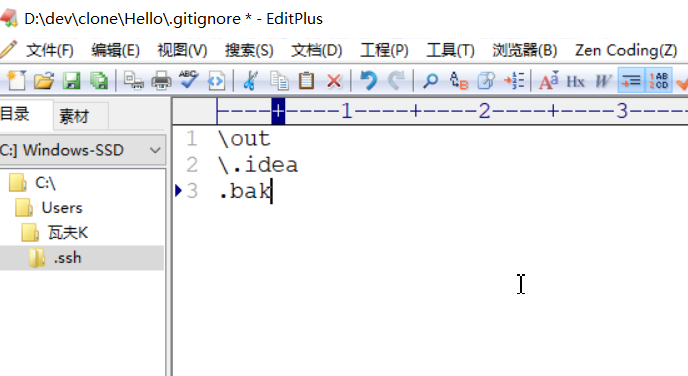 D:\dev\clone\Hello\.gitignore * - EditPlus
文件(F) 编辑(E) 视图(V) 搜索(S) 文档(D) 工程(P) 工具(T) 浏览器(B) Zen Coding(Z)
目录 素材
C:] Windows-SSD
C:\
Users
瓦夫K
.ssh
----+----1----+----2----+----3----
1 \out
2 \.idea
3 .bak